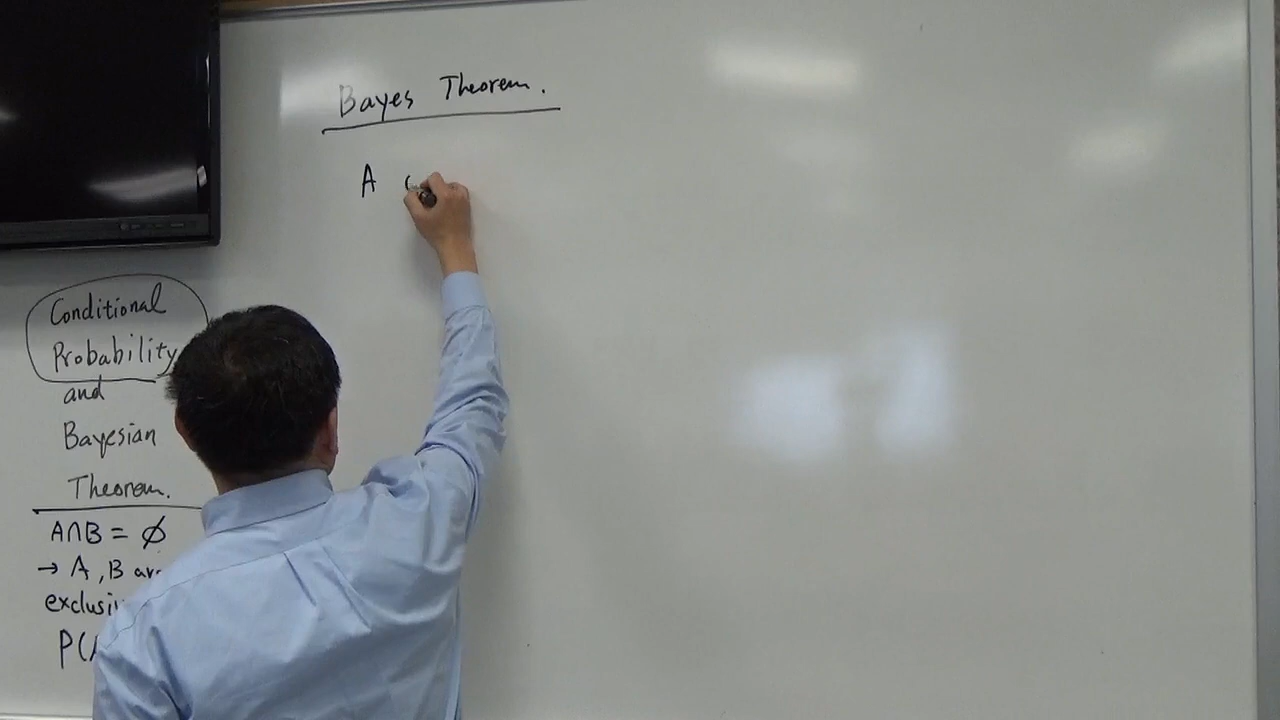 Bayes Theorem.
A
Conditional
Probability
and
Bayesian
Theorem.
A∩B = ∅
→ A, B
P(